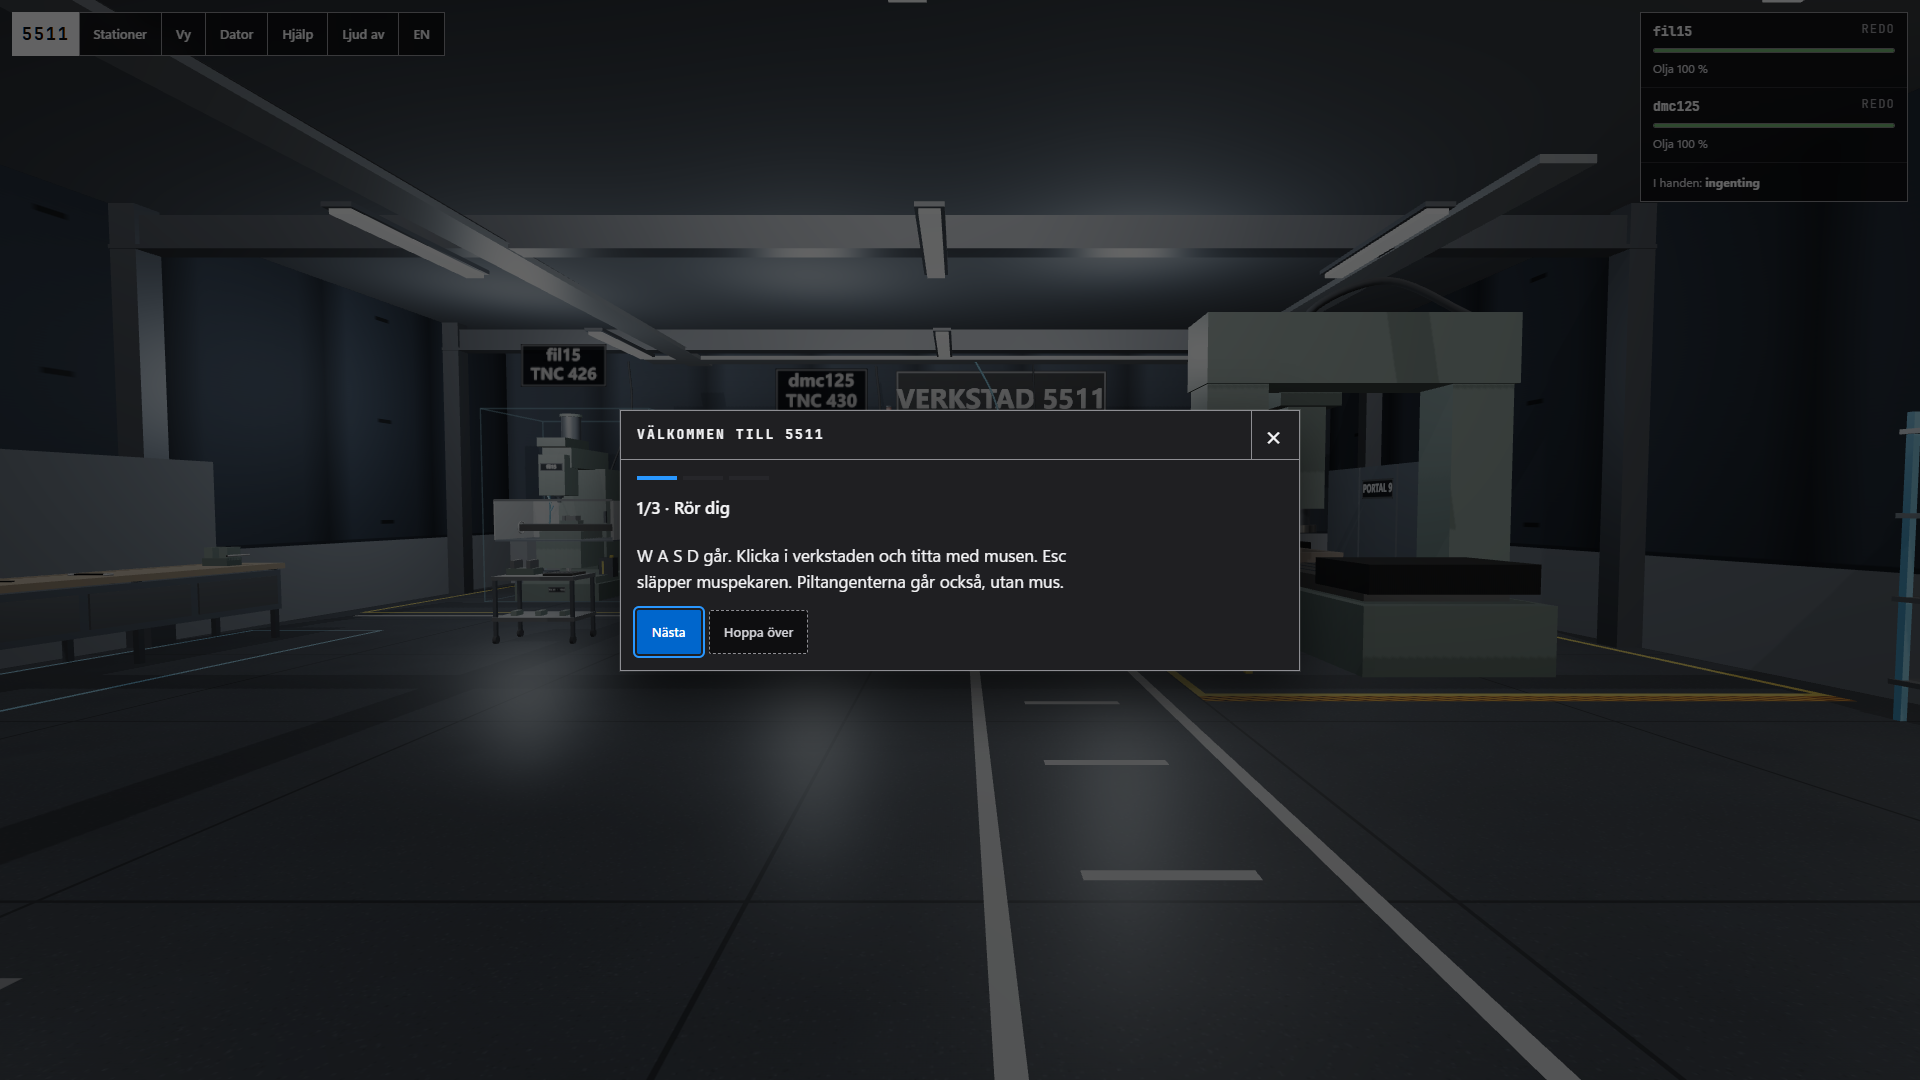 5511
Stationer
Vy
Dator
Hjälp
Ljud av
EN
fil15
REDO
Olja 100 %
dmc125
REDO
Olja 100 %
I handen: ingenting
fil15
TNC 426
dmc125
TNC 430
VERKSTAD 5511
PORTAL 9
VÄLKOMMEN TILL 5511
1/3 · Rör dig
W A S D går. Klicka i verkstaden och titta med musen. Esc
släpper muspekaren. Piltangenterna går också, utan mus.
Nästa
Hoppa över